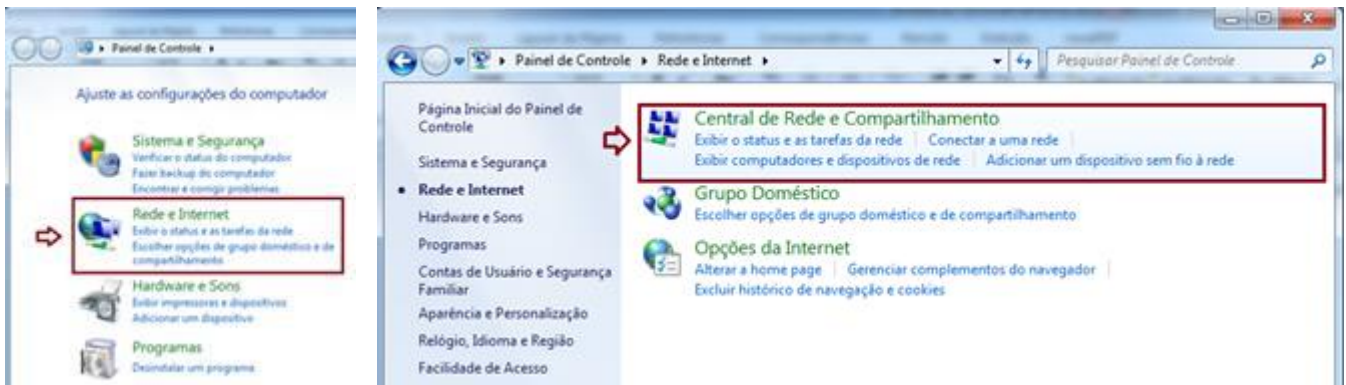 Painel de Controle
Ajuste as configurações do computador
Sistema e Segurança
Verificar o status do computador
Fazer backup do computador
Encontrar e corrigir problemas
Rede e Internet
Exibir o status e as tarefas da rede
Escolher opções de grupo doméstico e de
compartilhamento
Hardware e Sons
Exibir impressoras e dispositivos
Adicionar um dispositivo
Programas
Desinstalar um programa
Painel de Controle Rede e Internet
Pesquisar Painel de Controle
Página Inicial do Painel de
Controle
Sistema e Segurança
Rede e Internet
Hardware e Sons
Programas
Contas de Usuário e Segurança
Familiar
Aparência e Personalização
Relógio, Idioma e Região
Facilidade de Acesso
Central de Rede e Compartilhamento
Exibir o status e as tarefas da rede Conectar a uma rede
Exibir computadores e dispositivos de rede Adicionar um dispositivo sem fio à rede
Grupo Doméstico
Escolher opções de grupo doméstico e de compartilhamento
Opções da Internet
Alterar a home page Gerenciar complementos do navegador
Excluir histórico de navegação e cookies